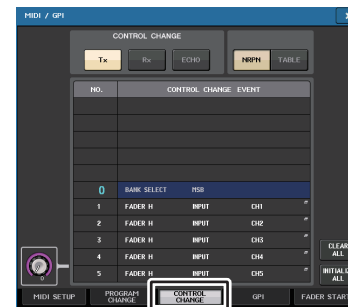 MIDI / GPI
CONTROL CHANGE
Tx Rx ECHO NRPN TABLE
NO. CONTROL CHANGE EVENT
0 BANK SELECT MSB
1 FADER H INPUT CH1
2 FADER H INPUT CH2
3 FADER H INPUT CH3
4 FADER H INPUT CH4
5 FADER H INPUT CH5
CLEAR
ALL
INITIALIZE
ALL
0
MIDI SETUP
PROGRAM
CHANGE
CONTROL
CHANGE
GPI
FADER START